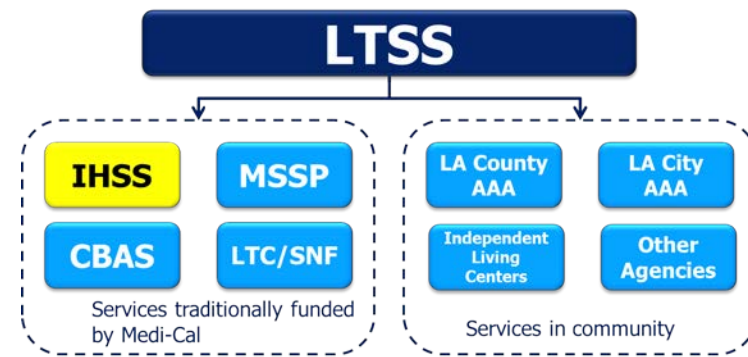 LTSS
IHSS
MSSP
CBAS
LTC/SNF
Services traditionally funded
by Medi-Cal
LA County
AAA
LA City
AAA
Independent
Living
Centers
Other
Agencies
Services in community